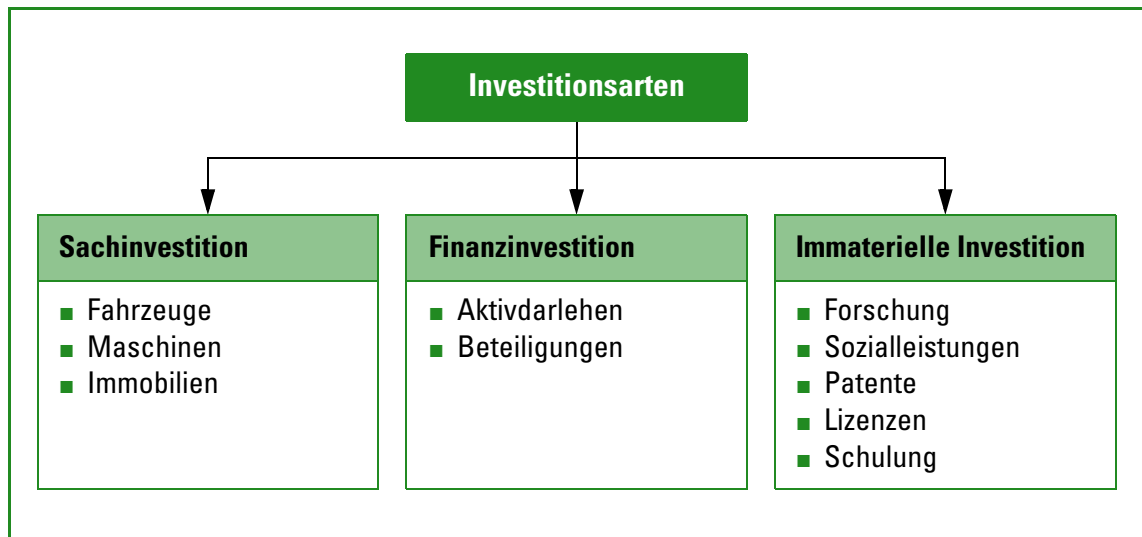 Investitionsarten
Sachinvestition
■ Fahrzeuge
■ Maschinen
■ Immobilien
Finanzinvestition
■ Aktivdarlehen
■ Beteiligungen
Immaterielle Investition
■ Forschung
■ Sozialleistungen
■ Patente
■ Lizenzen
■ Schulung